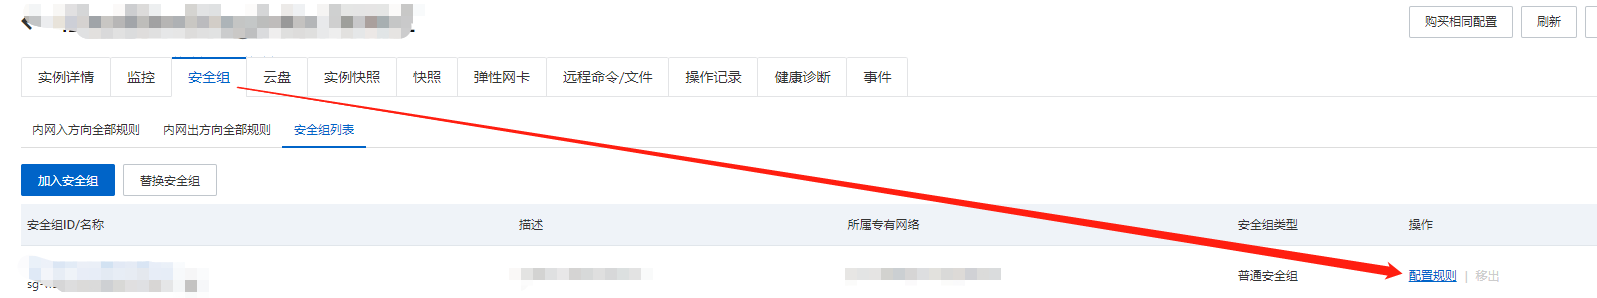 购买相同配置 刷新
实例详情 监控 安全组 云盘 实例快照 快照 弹性网卡 远程命令/文件 操作记录 健康诊断 事件
内网入方向全部规则 内网出方向全部规则 安全组列表
加入安全组 替换安全组
安全组ID/名称 描述 所属专有网络 安全组类型 操作
普通安全组 配置规则 | 移出
sg-